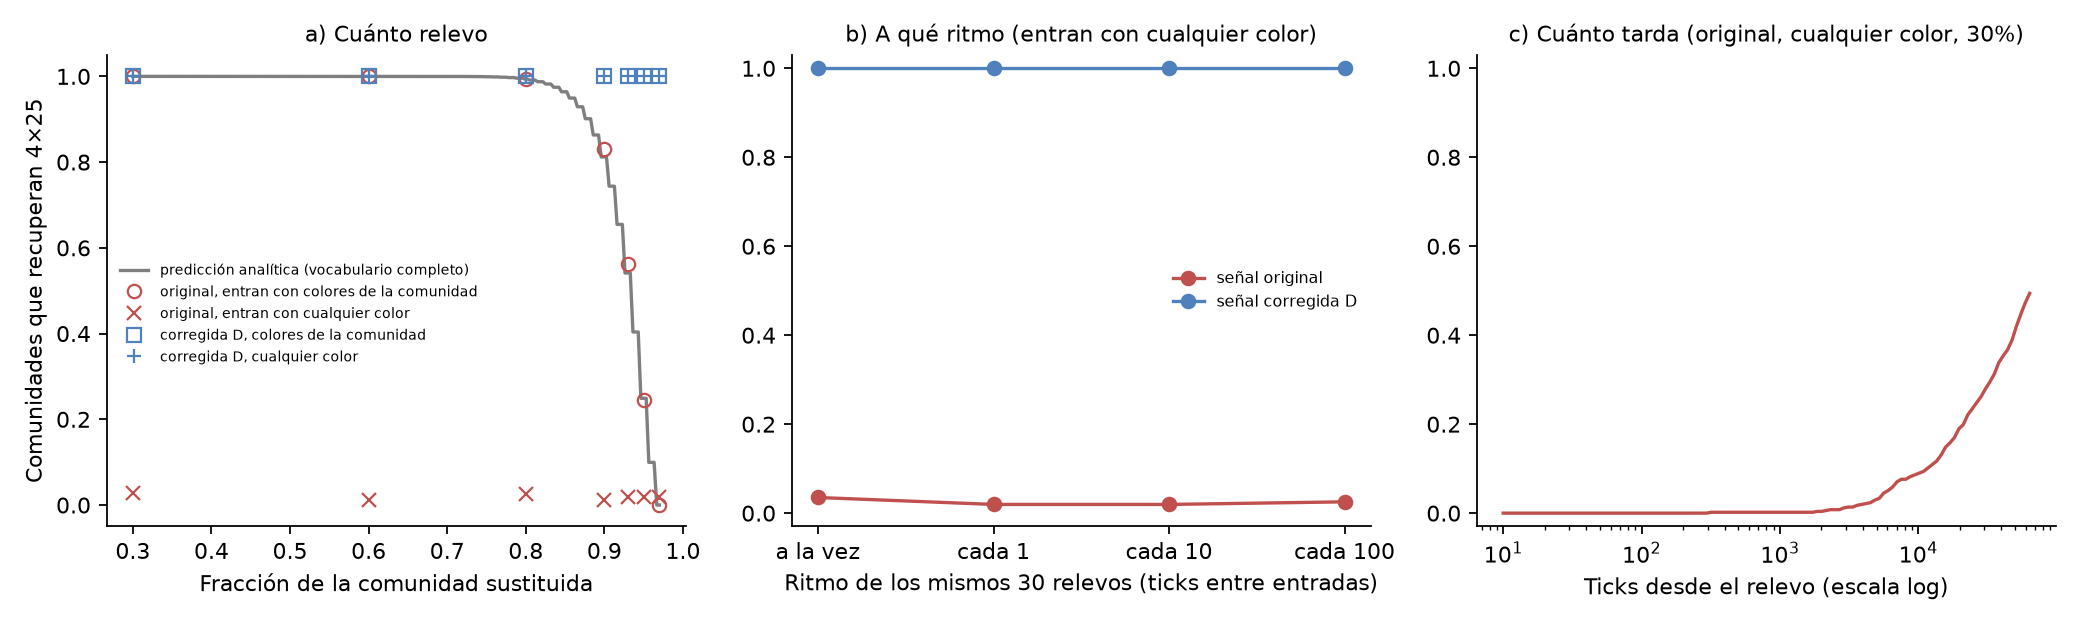 a) Cuánto relevo
Comunidades que recuperan 4×25
1.0
0.8
0.6
0.4
0.2
0.0
predicción analítica (vocabulario completo)
original, entran con colores de la comunidad
original, entran con cualquier color
corregida D, colores de la comunidad
corregida D, cualquier color
0.3 0.4 0.5 0.6 0.7 0.8 0.9 1.0
Fracción de la comunidad sustituida
b) A qué ritmo (entran con cualquier color)
1.0
0.8
0.6
0.4
0.2
0.0
señal original
señal corregida D
a la vez cada 1 cada 10 cada 100
Ritmo de los mismos 30 relevos (ticks entre entradas)
c) Cuánto tarda (original, cualquier color, 30%)
1.0
0.8
0.6
0.4
0.2
0.0
10¹ 10² 10³ 10⁴
Ticks desde el relevo (escala log)